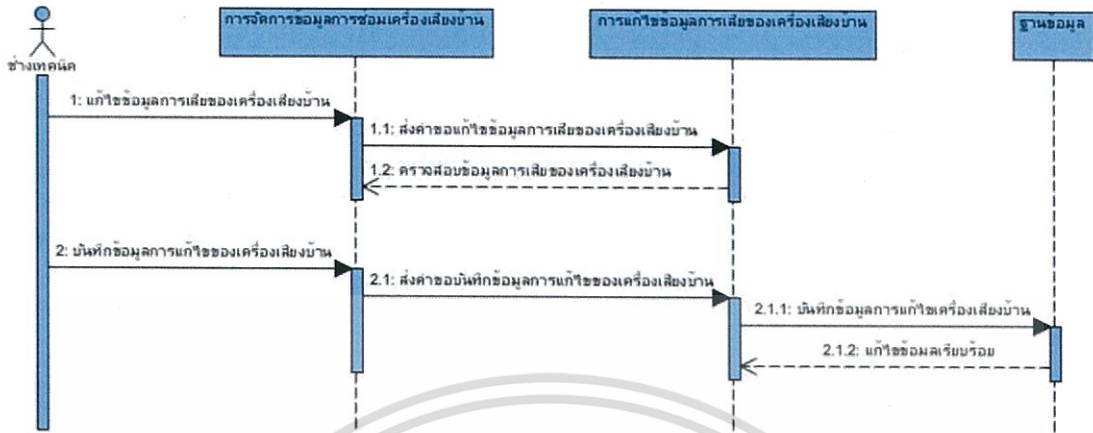 การจัดการข้อมูลการซ่อมเครื่องเสียงบ้าน
การแก้ไขข้อมูลการเสียของเครื่องเสียงบ้าน
ฐานข้อมูล
ช่างเทคนิค
1: แก้ไขข้อมูลการเสียของเครื่องเสียงบ้าน
1.1: ส่งคำขอแก้ไขข้อมูลการเสียของเครื่องเสียงบ้าน
1.2: ตรวจสอบข้อมูลการเสียของเครื่องเสียงบ้าน
2: บันทึกข้อมูลการแก้ไขของเครื่องเสียงบ้าน
2.1: ส่งคำขอบันทึกข้อมูลการแก้ไขของเครื่องเสียงบ้าน
2.1.1: บันทึกข้อมูลการแก้ไขเครื่องเสียงบ้าน
2.1.2: แก้ไขข้อมูลเรียบร้อย